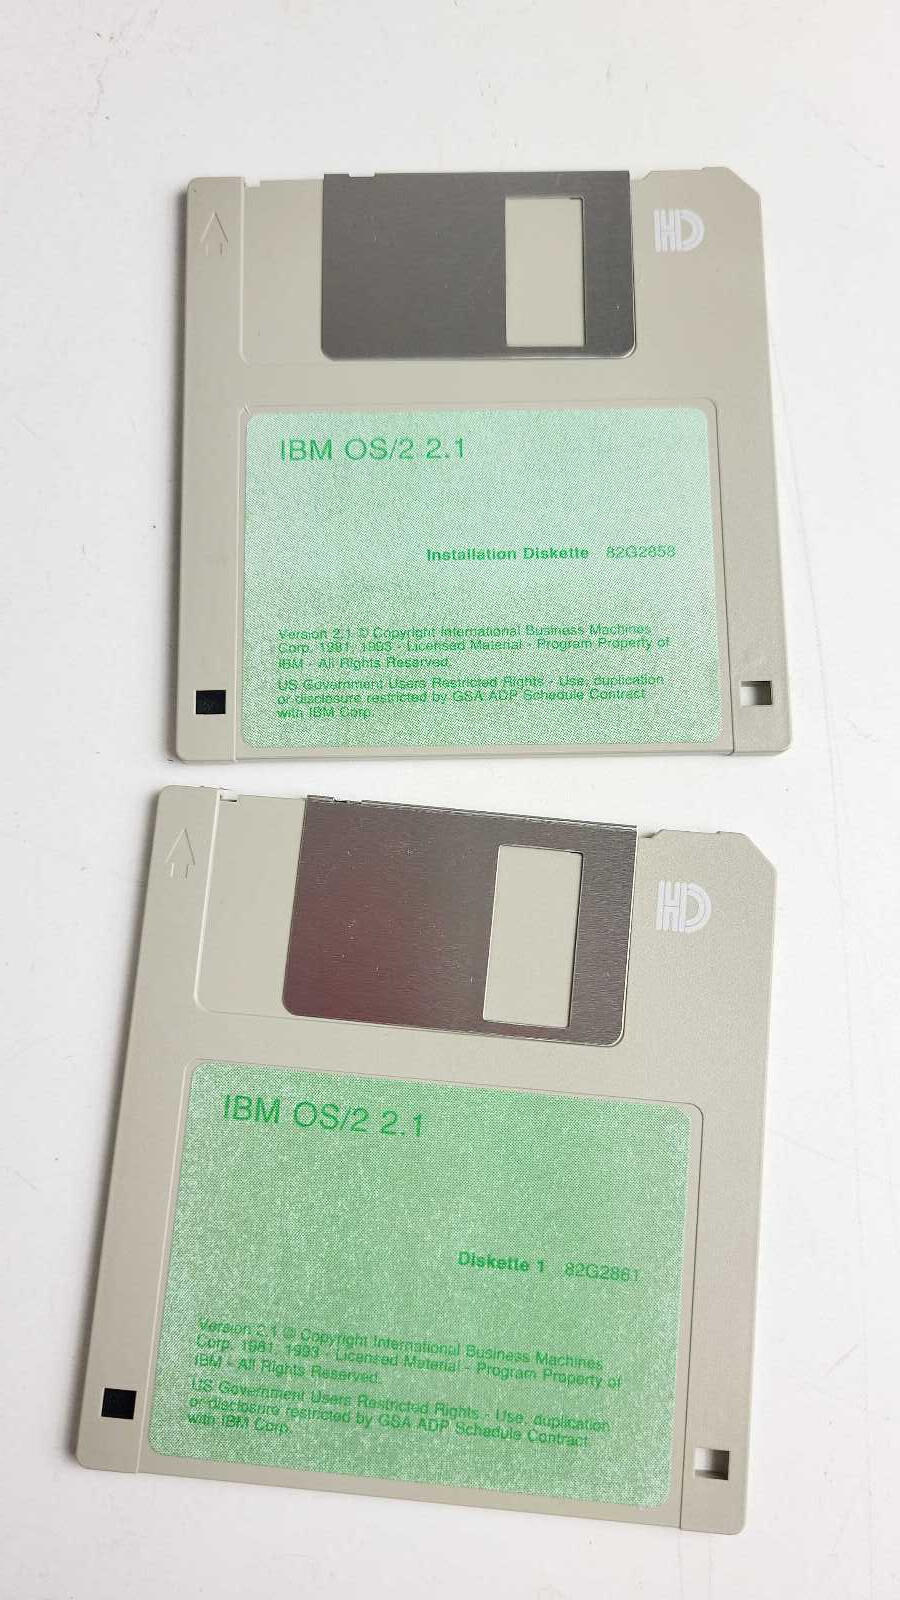 HD
IBM OS/2 2.1
Installation Diskette 82G2858
Version 2.1 © Copyright International Business Machines
Corp. 1981, 1993 - Licensed Material - Program Property of
IBM - All Rights Reserved.
US Government Users Restricted Rights - Use, duplication
or disclosure restricted by GSA ADP Schedule Contract
with IBM Corp.
HD
IBM OS/2 2.1
Diskette 1 82G2861
Version 2.1 © Copyright International Business Machines
Corp. 1981, 1993 - Licensed Material - Program Property of
IBM - All Rights Reserved.
US Government Users Restricted Rights - Use, duplication
or disclosure restricted by GSA ADP Schedule Contract
with IBM Corp.